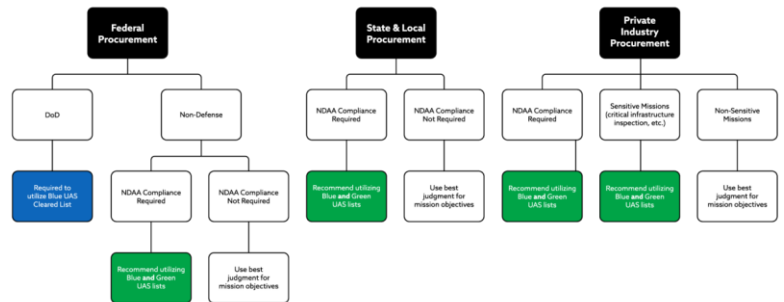 Federal
Procurement
State & Local
Procurement
Private
Industry
Procurement
DoD
Non-Defense
NDAA Compliance
Required
NDAA Compliance
Not Required
NDAA Compliance
Required
Sensitive Missions
(critical infrastructure
inspection, etc.)
Non-Sensitive
Missions
Required to
utilize Blue UAS
Cleared List
NDAA Compliance
Required
NDAA Compliance
Not Required
Recommend utilizing
Blue and Green
UAS lists
Use best
judgment for
mission objectives
Recommend utilizing
Blue and Green
UAS lists
Recommend utilizing
Blue and Green
UAS lists
Use best
judgment for
mission objectives
Recommend utilizing
Blue and Green
UAS lists
Use best
judgment for
mission objectives